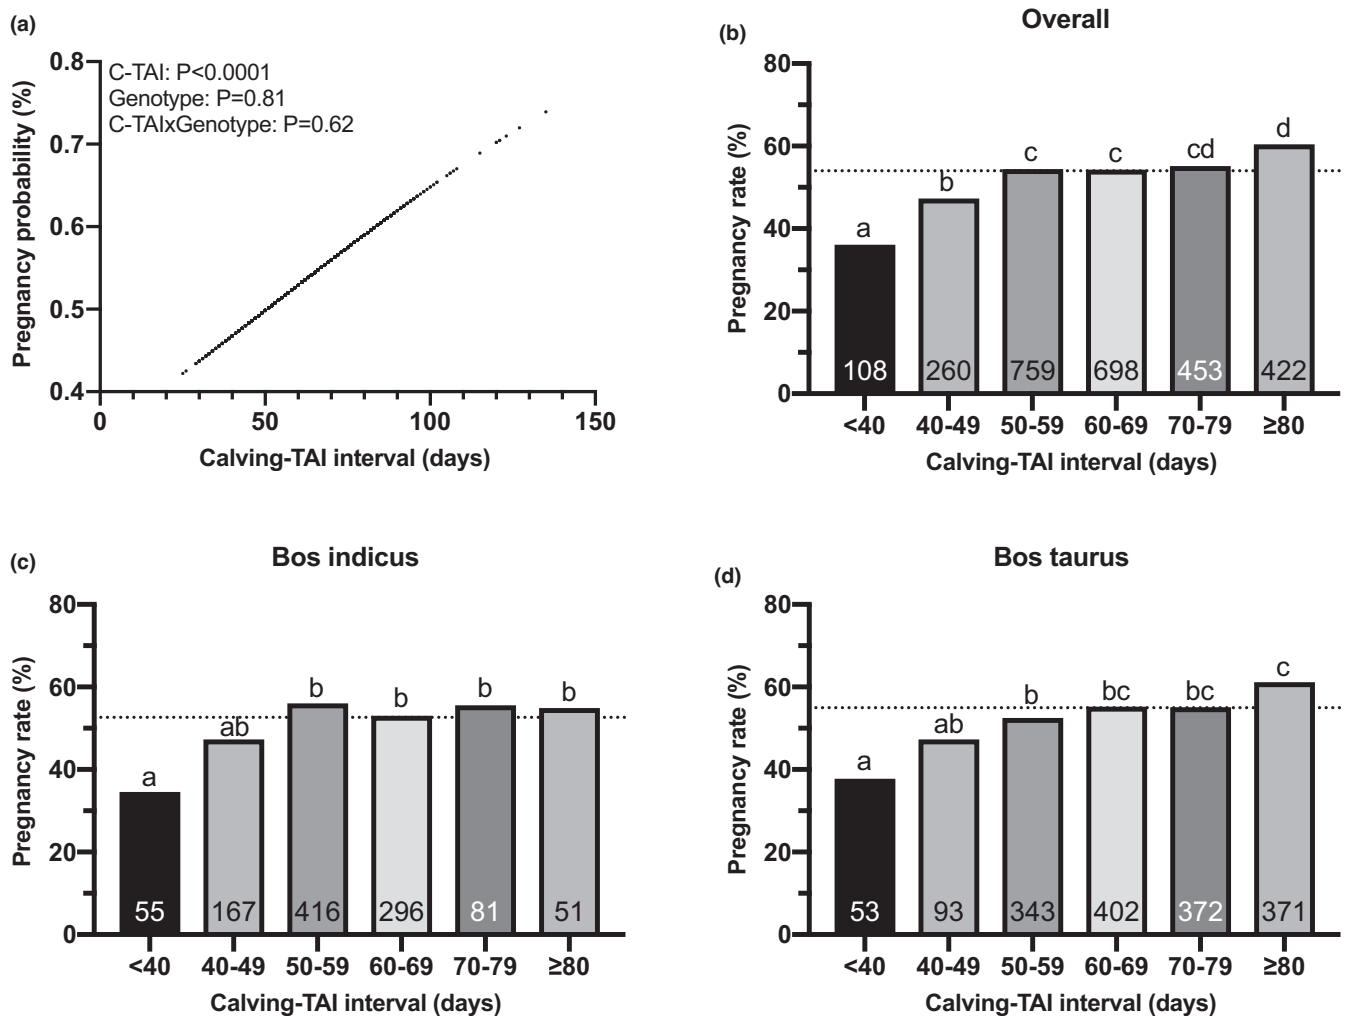 (a)
Pregnancy probability (%)
0.8
0.7
0.6
0.5
0.4
C-TAI: P<0.0001
Genotype: P=0.81
C-TAIxGenotype: P=0.62
0 50 100 150
Calving-TAI interval (days)
(b)
Overall
Pregnancy rate (%)
80
60
40
20
0
a b c c cd d
108 260 759 698 453 422
<40 40-49 50-59 60-69 70-79 ≥80
Calving-TAI interval (days)
(c)
Bos indicus
Pregnancy rate (%)
80
60
40
20
0
a ab b b b b
55 167 416 296 81 51
<40 40-49 50-59 60-69 70-79 ≥80
Calving-TAI interval (days)
(d)
Bos taurus
Pregnancy rate (%)
80
60
40
20
0
a ab b bc bc c
53 93 343 402 372 371
<40 40-49 50-59 60-69 70-79 ≥80
Calving-TAI interval (days)